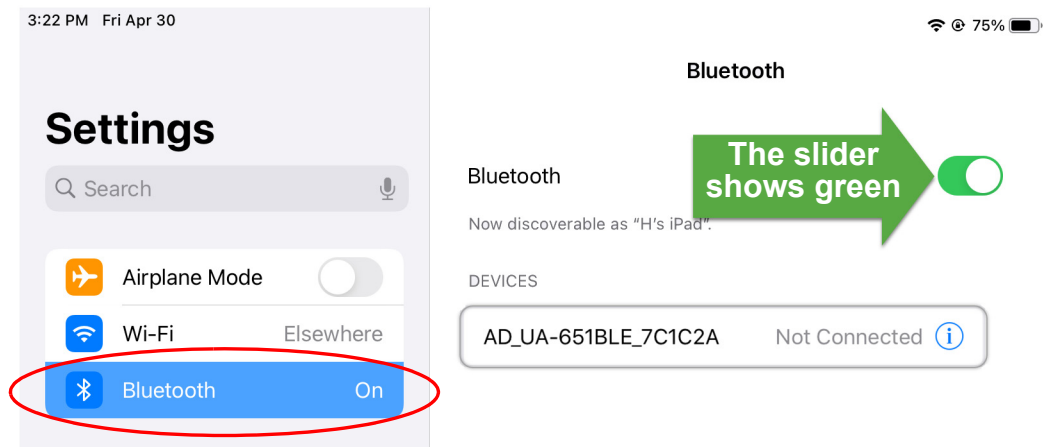 3:22 PM Fri Apr 30
75%
Settings
Search
Airplane Mode
Wi-Fi Elsewhere
Bluetooth On
Bluetooth
Bluetooth
The slider
shows green
Now discoverable as “H's iPad”.
DEVICES
AD_UA-651BLE_7C1C2A Not Connected i